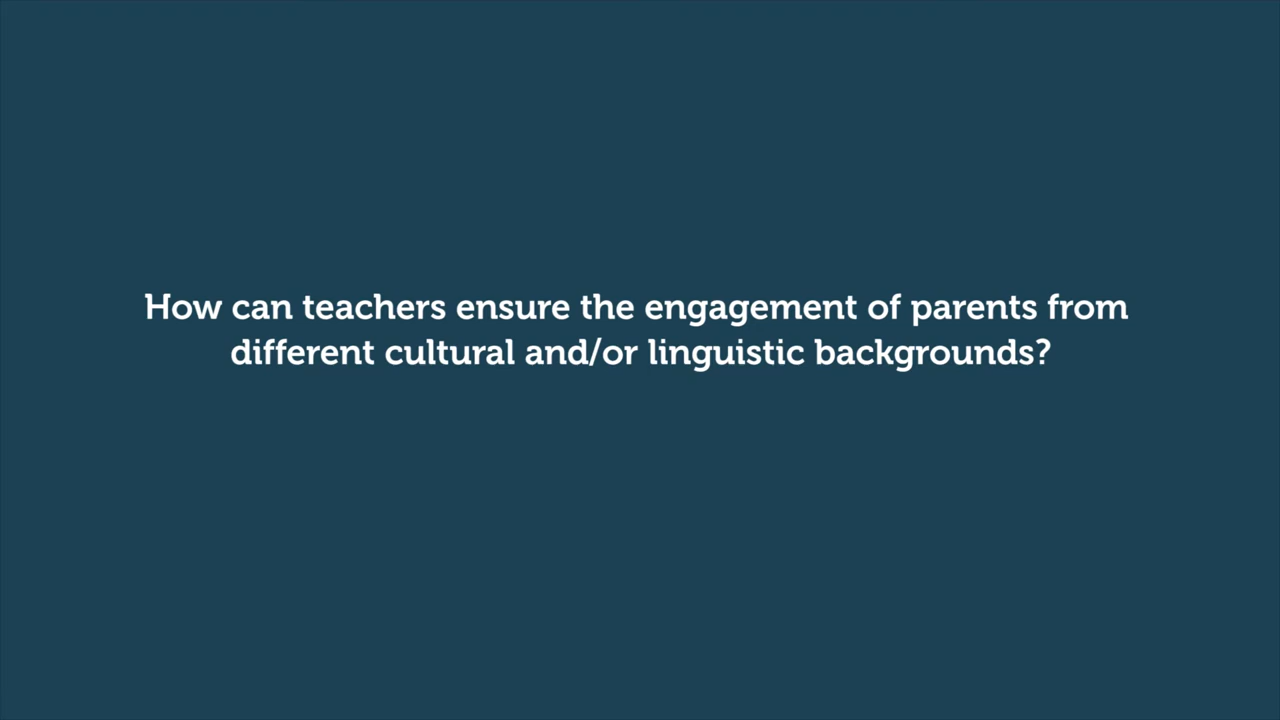 How can teachers ensure the engagement of parents from
different cultural and/or linguistic backgrounds?